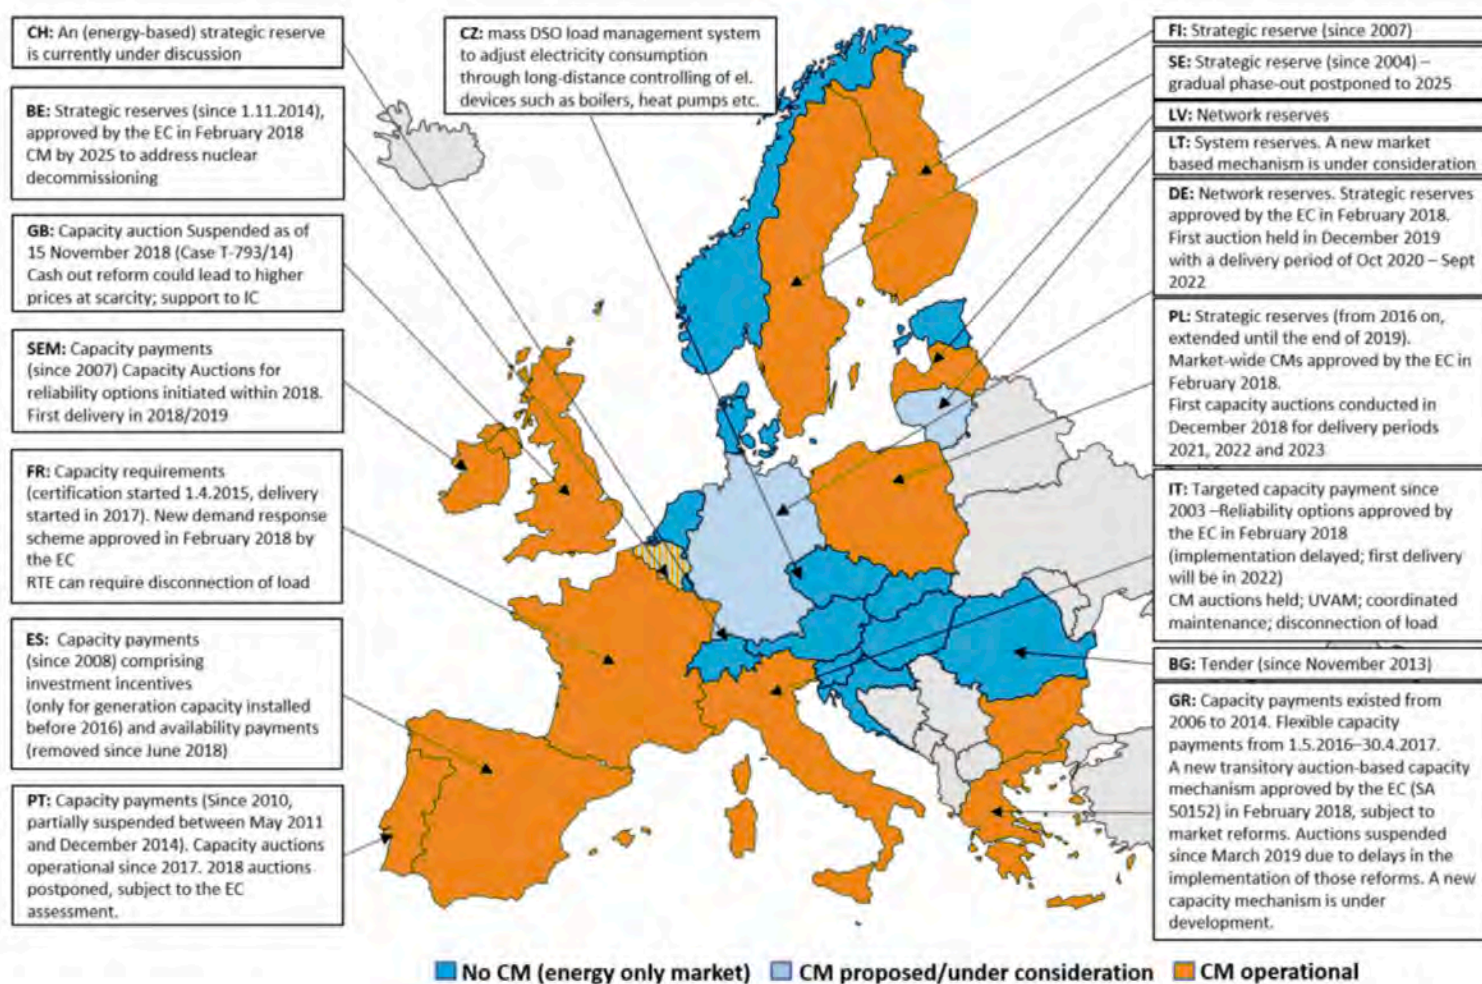 CH: An (energy-based) strategic reserve
is currently under discussion
BE: Strategic reserves (since 1.11.2014),
approved by the EC in February 2018
CM by 2025 to address nuclear
decommissioning
GB: Capacity auction Suspended as of
15 November 2018 (Case T-793/14)
Cash out reform could lead to higher
prices at scarcity; support to IC
SEM: Capacity payments
(since 2007) Capacity Auctions for
reliability options initiated within 2018.
First delivery in 2018/2019
FR: Capacity requirements
(certification started 1.4.2015, delivery
started in 2017). New demand response
scheme approved in February 2018 by
the EC
RTE can require disconnection of load
ES: Capacity payments
(since 2008) comprising
investment incentives
(only for generation capacity installed
before 2016) and availability payments
(removed since June 2018)
PT: Capacity payments (Since 2010,
partially suspended between May 2011
and December 2014). Capacity auctions
operational since 2017. 2018 auctions
postponed, subject to the EC
assessment.
CZ: mass DSO load management system
to adjust electricity consumption
through long-distance controlling of el.
devices such as boilers, heat pumps etc.
FI: Strategic reserve (since 2007)
SE: Strategic reserve (since 2004) –
gradual phase-out postponed to 2025
LV: Network reserves
LT: System reserves. A new market
based mechanism is under consideration
DE: Network reserves. Strategic reserves
approved by the EC in February 2018.
First auction held in December 2019
with a delivery period of Oct 2020 – Sept
2022
PL: Strategic reserves (from 2016 on,
extended until the end of 2019).
Market-wide CMs approved by the EC in
February 2018.
First capacity auctions conducted in
December 2018 for delivery periods
2021, 2022 and 2023
IT: Targeted capacity payment since
2003 –Reliability options approved by
the EC in February 2018
(implementation delayed; first delivery
will be in 2022)
CM auctions held; UVAM; coordinated
maintenance; disconnection of load
BG: Tender (since November 2013)
GR: Capacity payments existed from
2006 to 2014. Flexible capacity
payments from 1.5.2016–30.4.2017.
A new transitory auction-based capacity
mechanism approved by the EC (SA
50152) in February 2018, subject to
market reforms. Auctions suspended
since March 2019 due to delays in the
implementation of those reforms. A new
capacity mechanism is under
development.
No CM (energy only market) CM proposed/under consideration CM operational